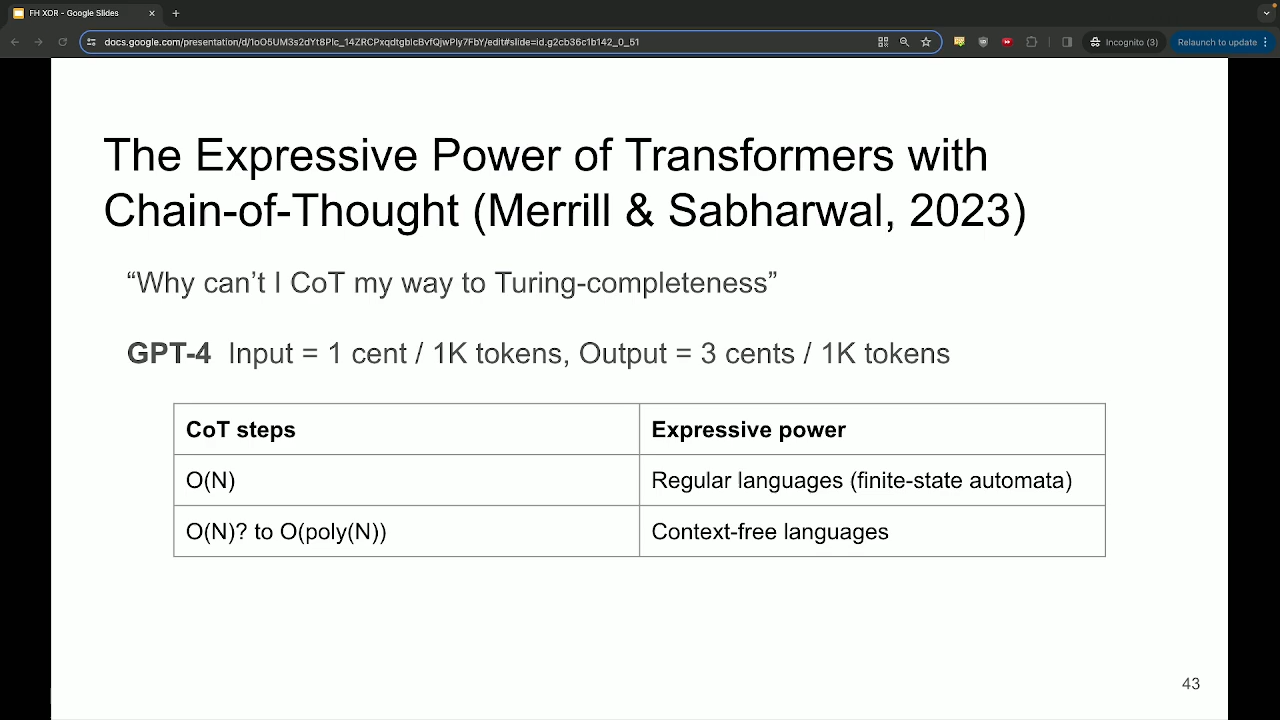 FH XOR - Google Slides
docs.google.com/presentation/d/1oO5UM3s2dYt8Plc_14ZRCPxqdtgblcBvfQjwPly7FbY/edit#slide=id.g2cb36c1b142_0_51
Incognito (3)
Relaunch to update
The Expressive Power of Transformers with
Chain-of-Thought (Merrill & Sabharwal, 2023)
“Why can’t I CoT my way to Turing-completeness”
GPT-4 Input = 1 cent / 1K tokens, Output = 3 cents / 1K tokens
CoT steps
Expressive power
O(N)
Regular languages (finite-state automata)
O(N)? to O(poly(N))
Context-free languages
43